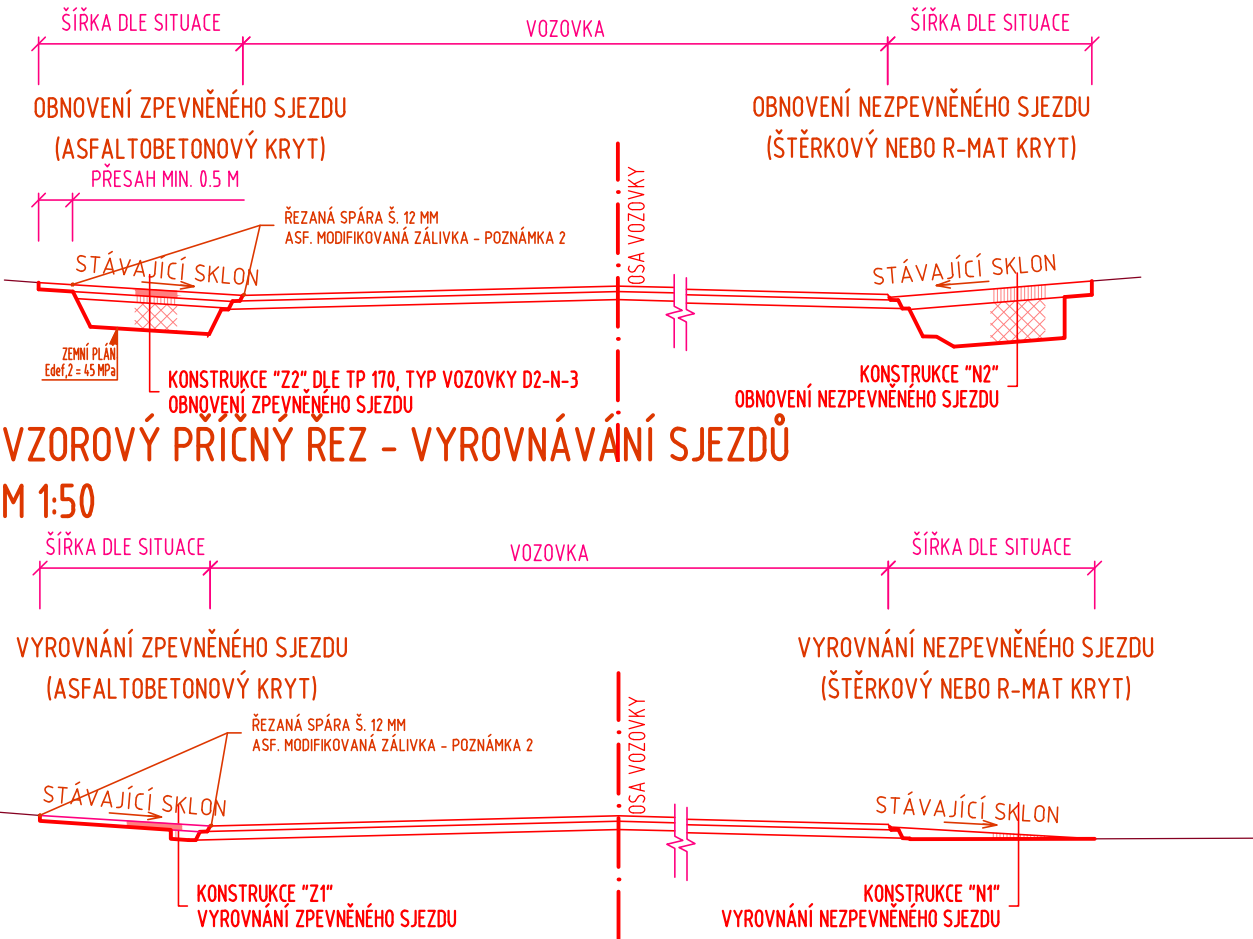 ŠÍŘKA DLE SITUACE
VOZOVKA
ŠÍŘKA DLE SITUACE
OBNOVENÍ ZPEVNĚNÉHO SJEZDU
(ASFALTOBETONOVÝ KRYT)
OBNOVENÍ NEZPEVNĚNÉHO SJEZDU
(ŠTĚRKOVÝ NEBO R-MAT KRYT)
PŘESAH MIN. 0.5 M
ŘEZANÁ SPÁRA Š. 12 MM
ASF. MODIFIKOVANÁ ZÁLIVKA - POZNÁMKA 2
OSA VOZOVKY
STÁVAJÍCÍ SKLON
STÁVAJÍCÍ SKLON
ZEMNÍ PLÁŇ
Edef,2 = 45 MPa
KONSTRUKCE "Z2" DLE TP 170, TYP VOZOVKY D2-N-3
OBNOVENÍ ZPEVNĚNÉHO SJEZDU
KONSTRUKCE "N2"
OBNOVENÍ NEZPEVNĚNÉHO SJEZDU
VZOROVÝ PŘÍČNÝ ŘEZ - VYROVNÁVÁNÍ SJEZDŮ
M 1:50
ŠÍŘKA DLE SITUACE
VOZOVKA
ŠÍŘKA DLE SITUACE
VYROVNÁNÍ ZPEVNĚNÉHO SJEZDU
(ASFALTOBETONOVÝ KRYT)
VYROVNÁNÍ NEZPEVNĚNÉHO SJEZDU
(ŠTĚRKOVÝ NEBO R-MAT KRYT)
ŘEZANÁ SPÁRA Š. 12 MM
ASF. MODIFIKOVANÁ ZÁLIVKA - POZNÁMKA 2
OSA VOZOVKY
STÁVAJÍCÍ SKLON
STÁVAJÍCÍ SKLON
KONSTRUKCE "Z1"
VYROVNÁNÍ ZPEVNĚNÉHO SJEZDU
KONSTRUKCE "N1"
VYROVNÁNÍ NEZPEVNĚNÉHO SJEZDU